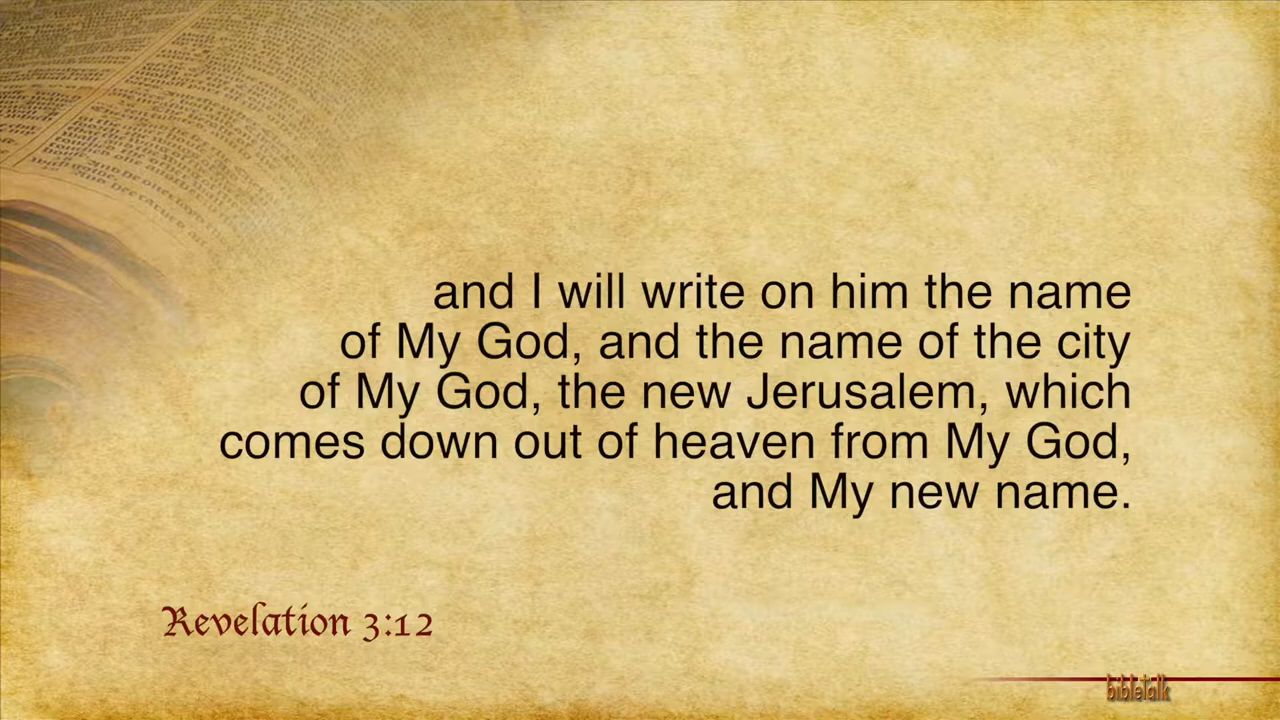 and I will write on him the name
of My God, and the name of the city
of My God, the new Jerusalem, which
comes down out of heaven from My God,
and My new name.
Revelation 3:12
bibletalk